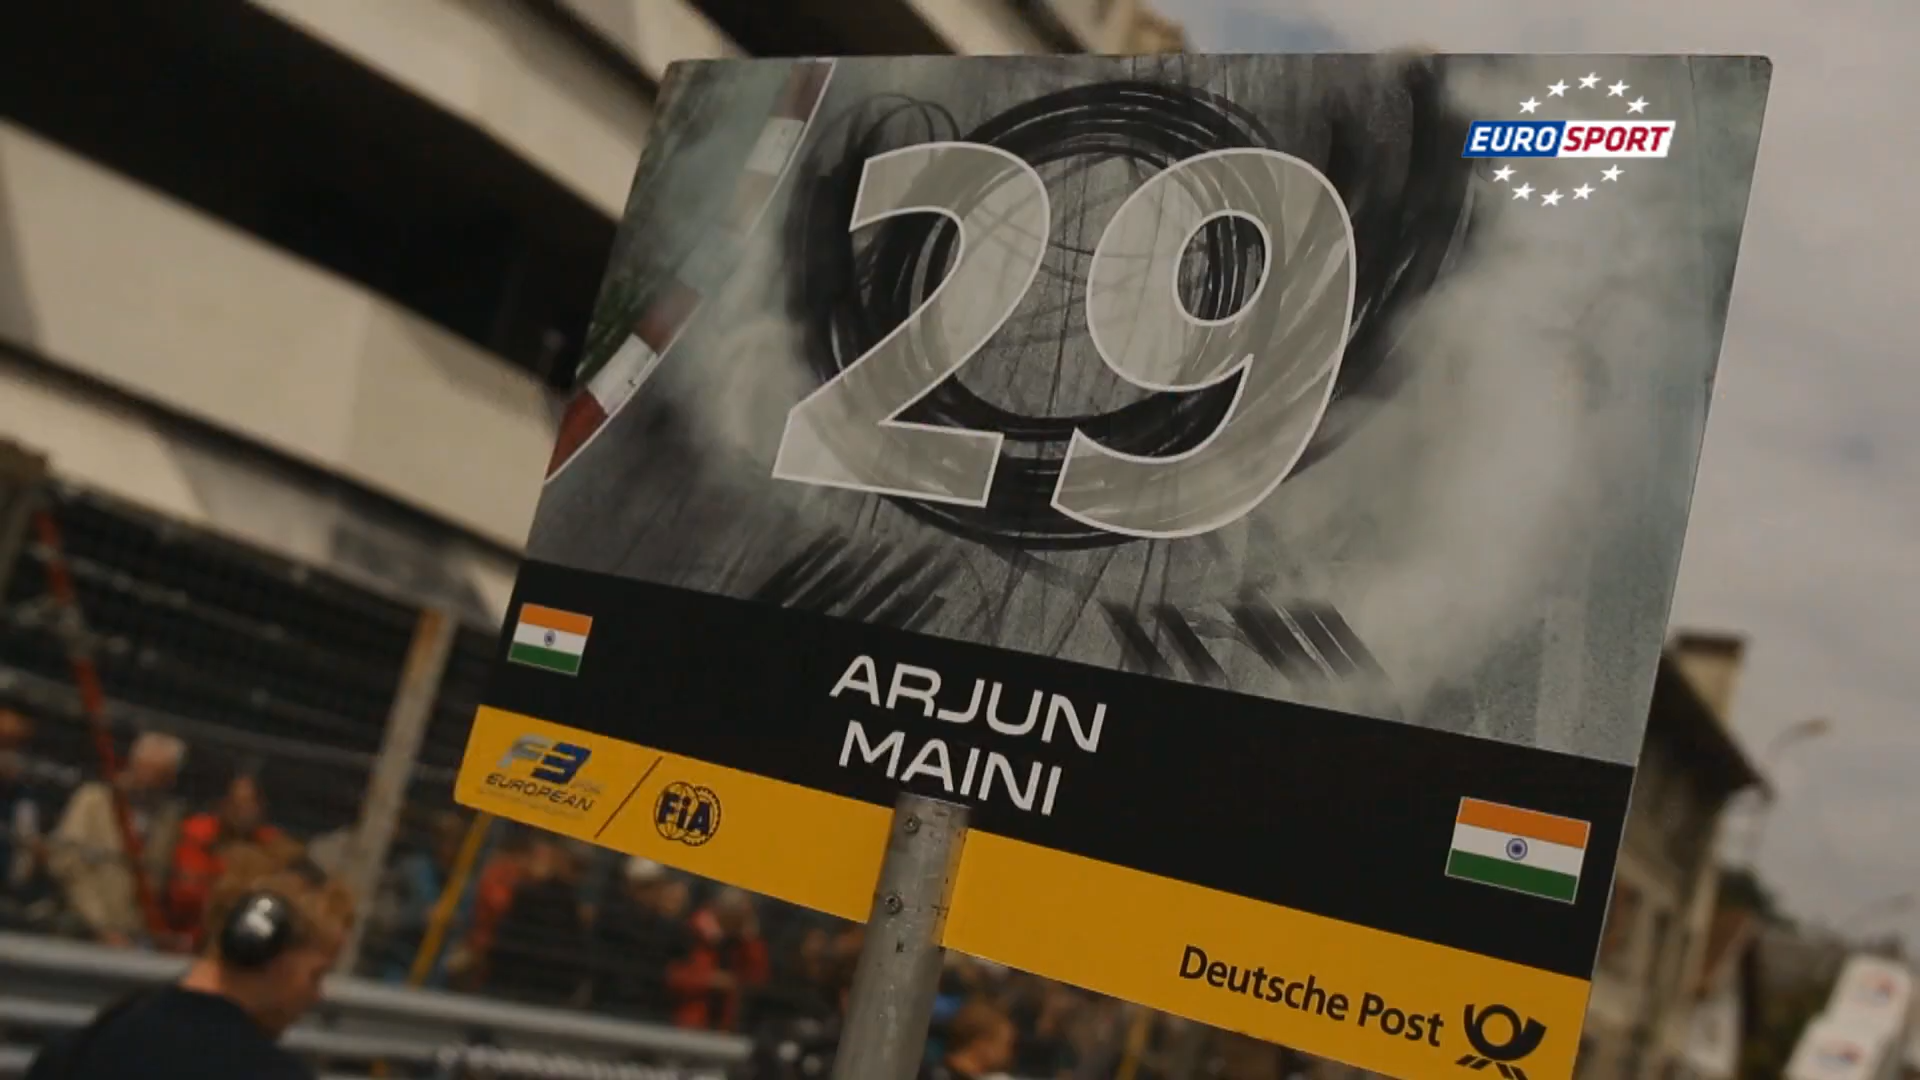 EUROSPORT
29
ARJUN
MAINI
F3
EUROPEAN
FiA
Deutsche Post